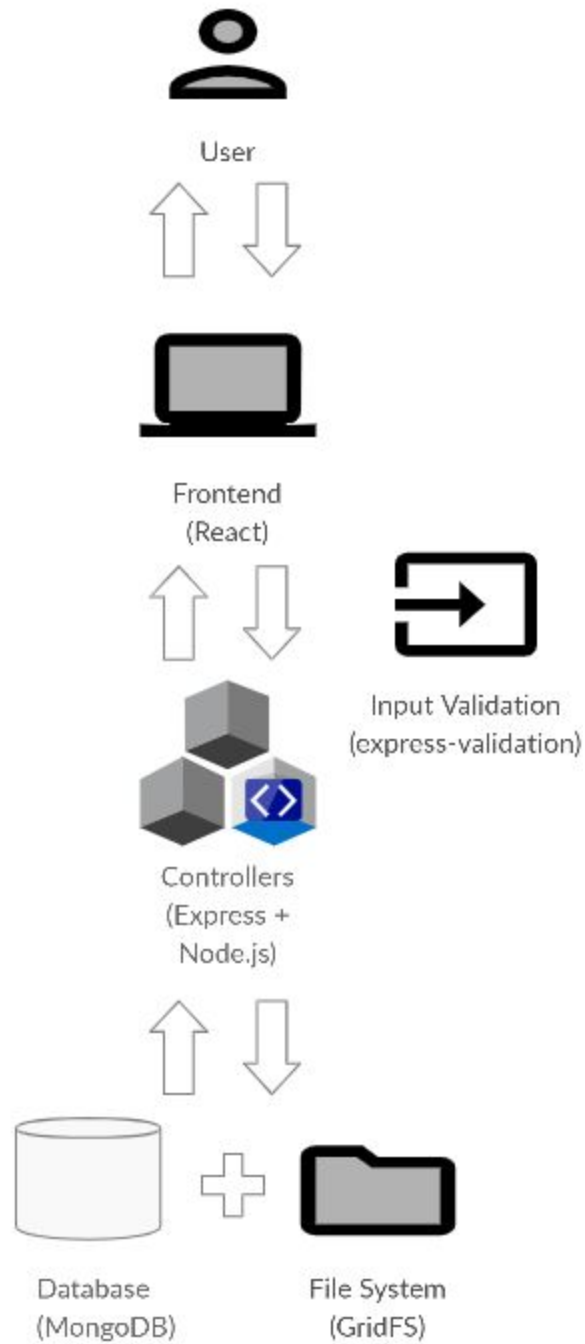 User
Frontend
(React)
Input Validation
(express-validation)
Controllers
(Express +
Node.js)
Database
(MongoDB)
File System
(GridFS)